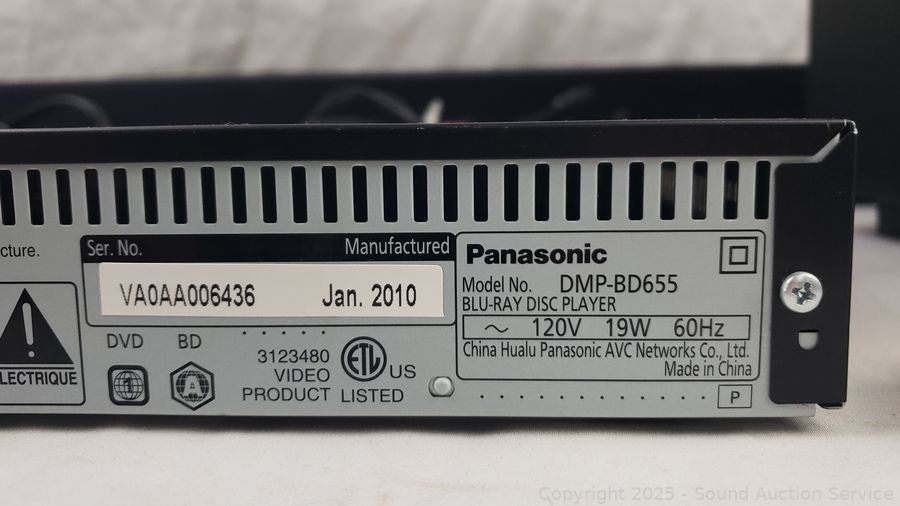 cture.
Ser. No. Manufactured
VA0AA006436 Jan. 2010
ELECTRIQUE
DVD BD
1 A
3123480
VIDEO
PRODUCT
ETL US
LISTED
Panasonic
Model No. DMP-BD655
BLU-RAY DISC PLAYER
~ 120V 19W 60Hz
China Hualu Panasonic AVC Networks Co., Ltd.
Made in China
P
Copyright 2025 - Sound Auction Service